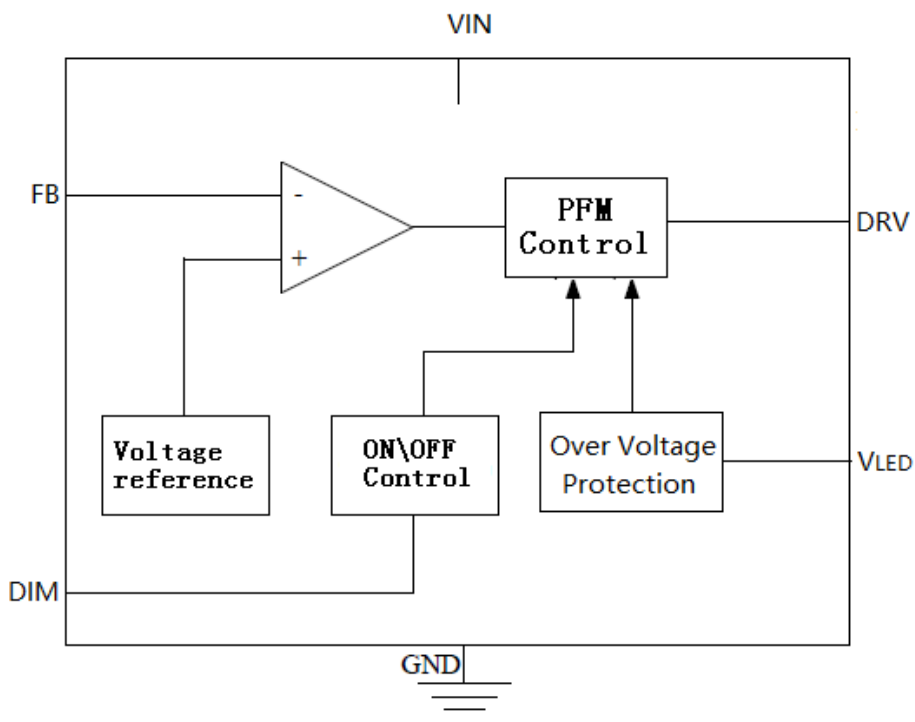 VIN
FB
-
+
PFM
Control
DRV
Voltage
reference
ON\OFF
Control
Over Voltage
Protection
VLED
DIM
GND